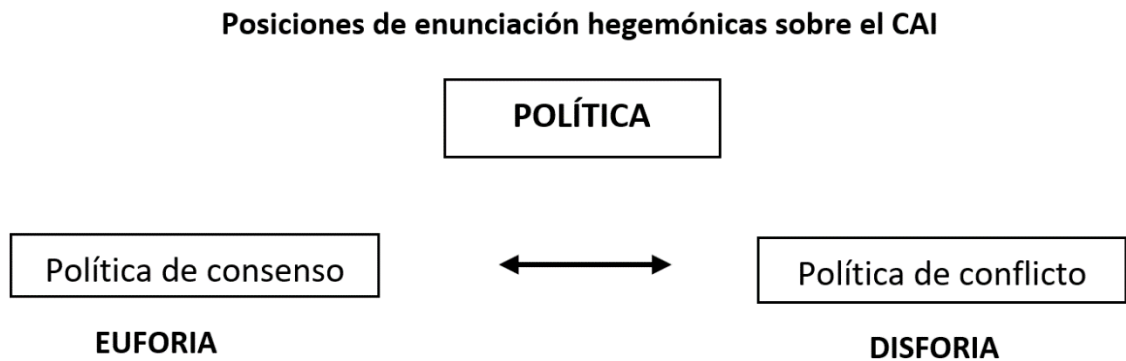 Posiciones de enunciación hegemónicas sobre el CAI
POLÍTICA
Política de consenso
Política de conflicto
EUFORIA
DISFORIA